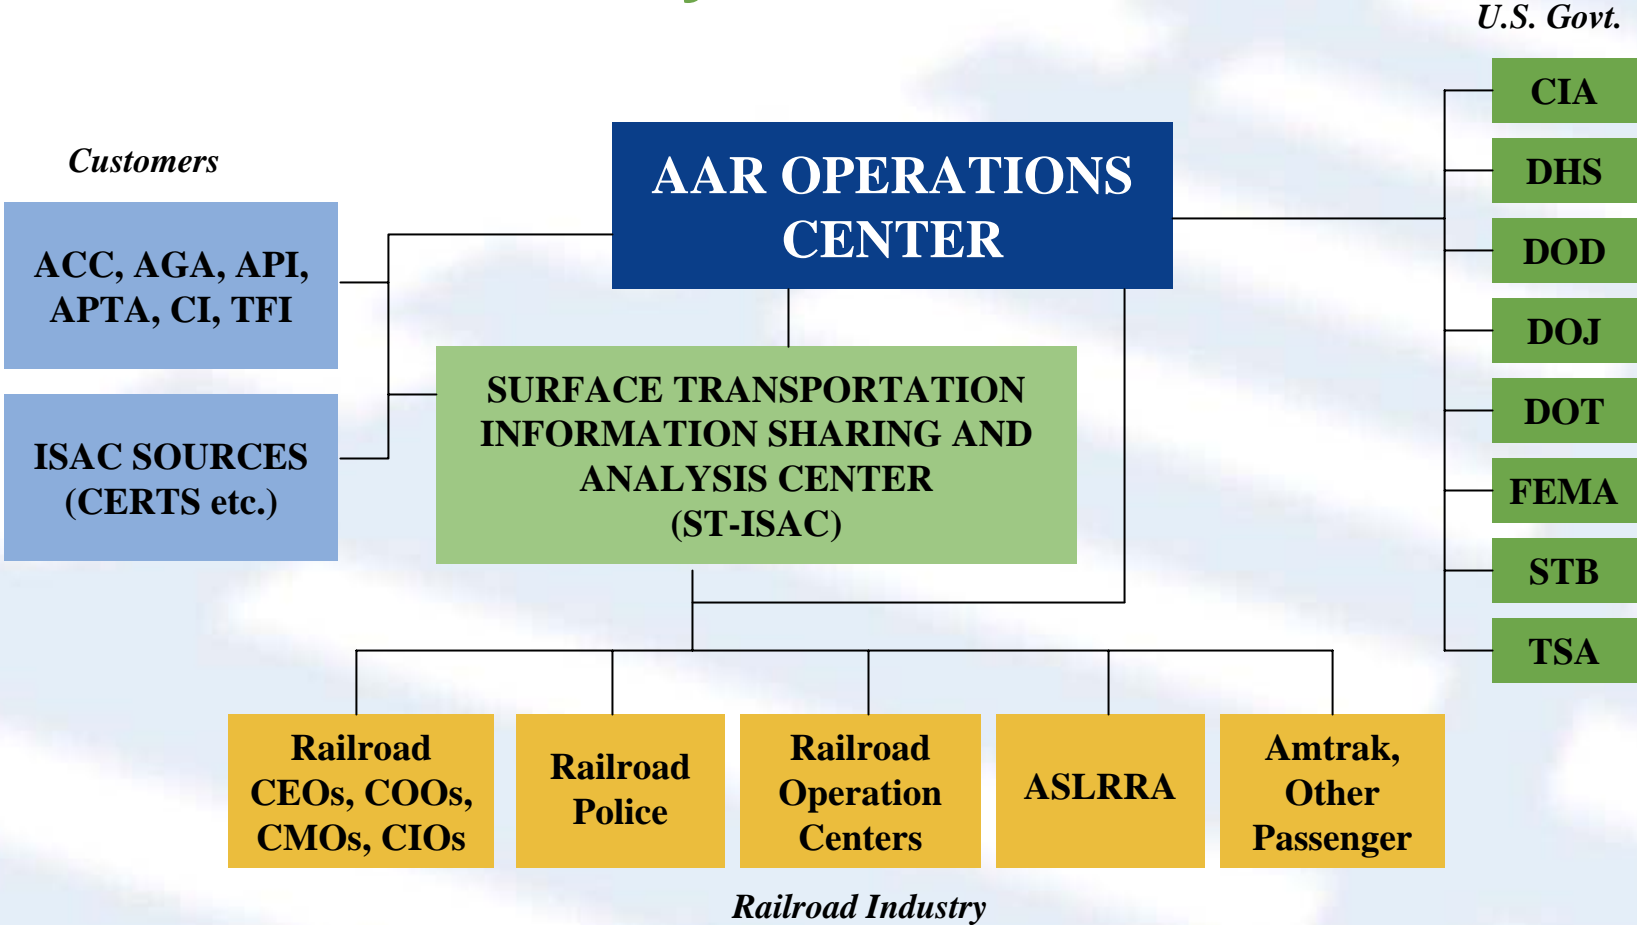 U.S. Govt.
CIA
DHS
DOD
DOJ
DOT
FEMA
STB
TSA
AAR OPERATIONS
CENTER
Customers
ACC, AGA, API,
APTA, CI, TFI
ISAC SOURCES
(CERTS etc.)
SURFACE TRANSPORTATION
INFORMATION SHARING AND
ANALYSIS CENTER
(ST-ISAC)
Railroad
CEOs, COOs,
CMOs, CIOs
Railroad
Police
Railroad
Operation
Centers
ASLRRA
Amtrak,
Other
Passenger
Railroad Industry